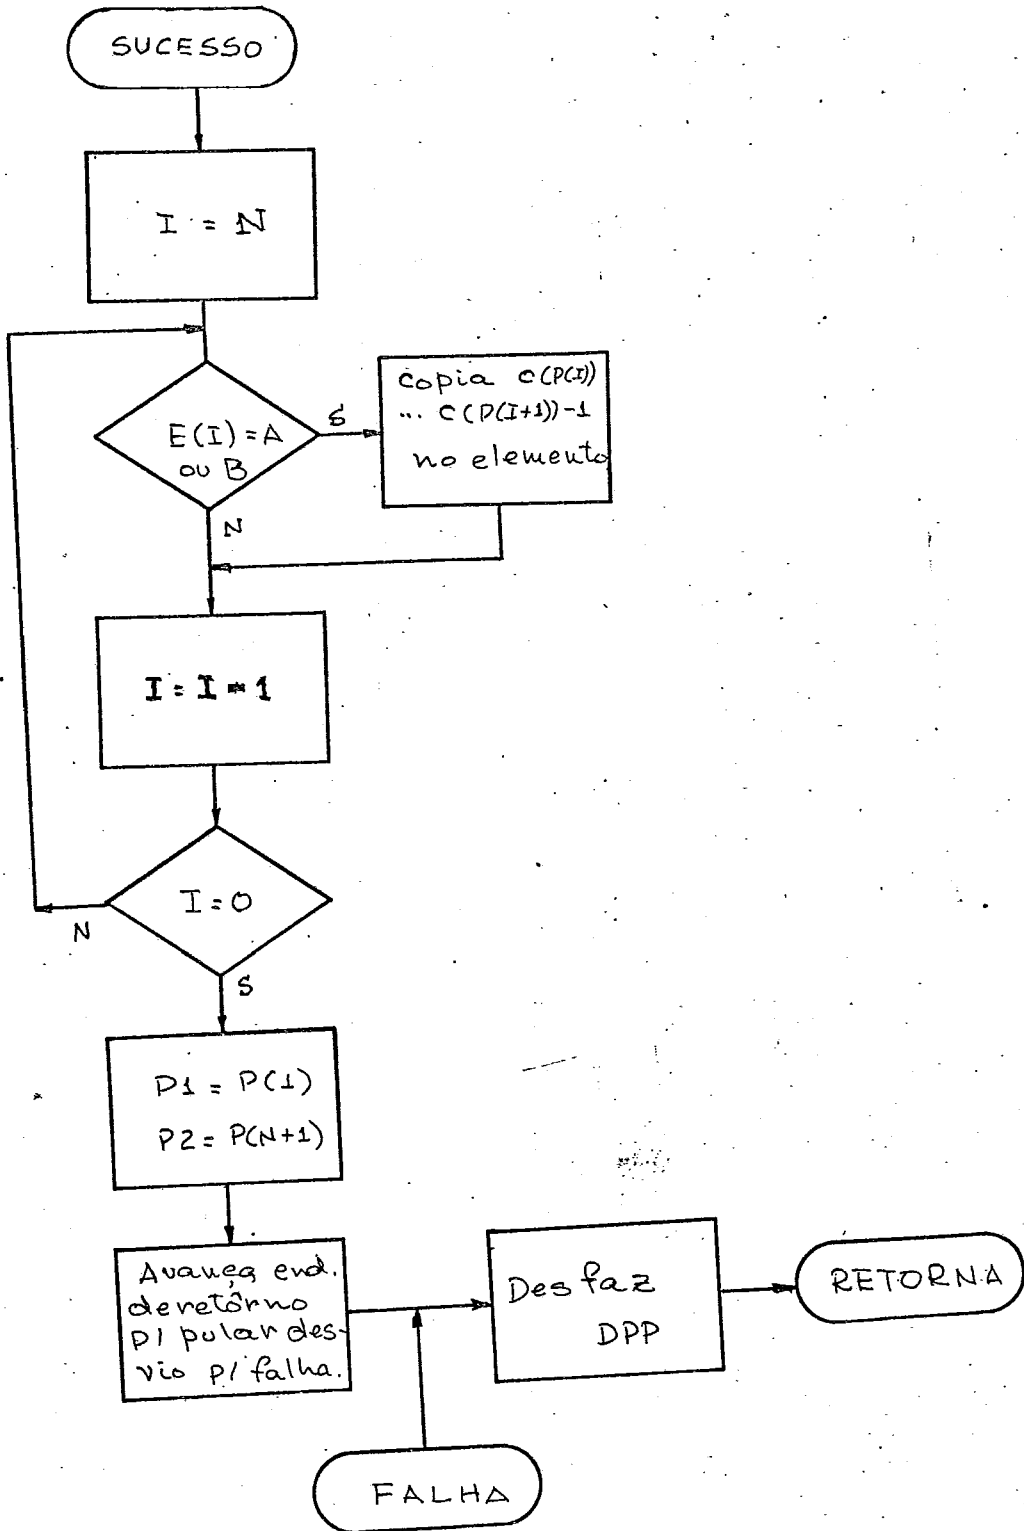 SUCESSO
I = N
E(I) = A
ou B
S
copia C(P(I))
... C(P(I+1))-1
no elemento
N
I = I - 1
I = 0
N
S
P1 = P(1)
P2 = P(N+1)
Avança end.
de retôrno
p/ pular des-
vio p/ falha.
Desfaz
DPP
RETORNA
FALHA